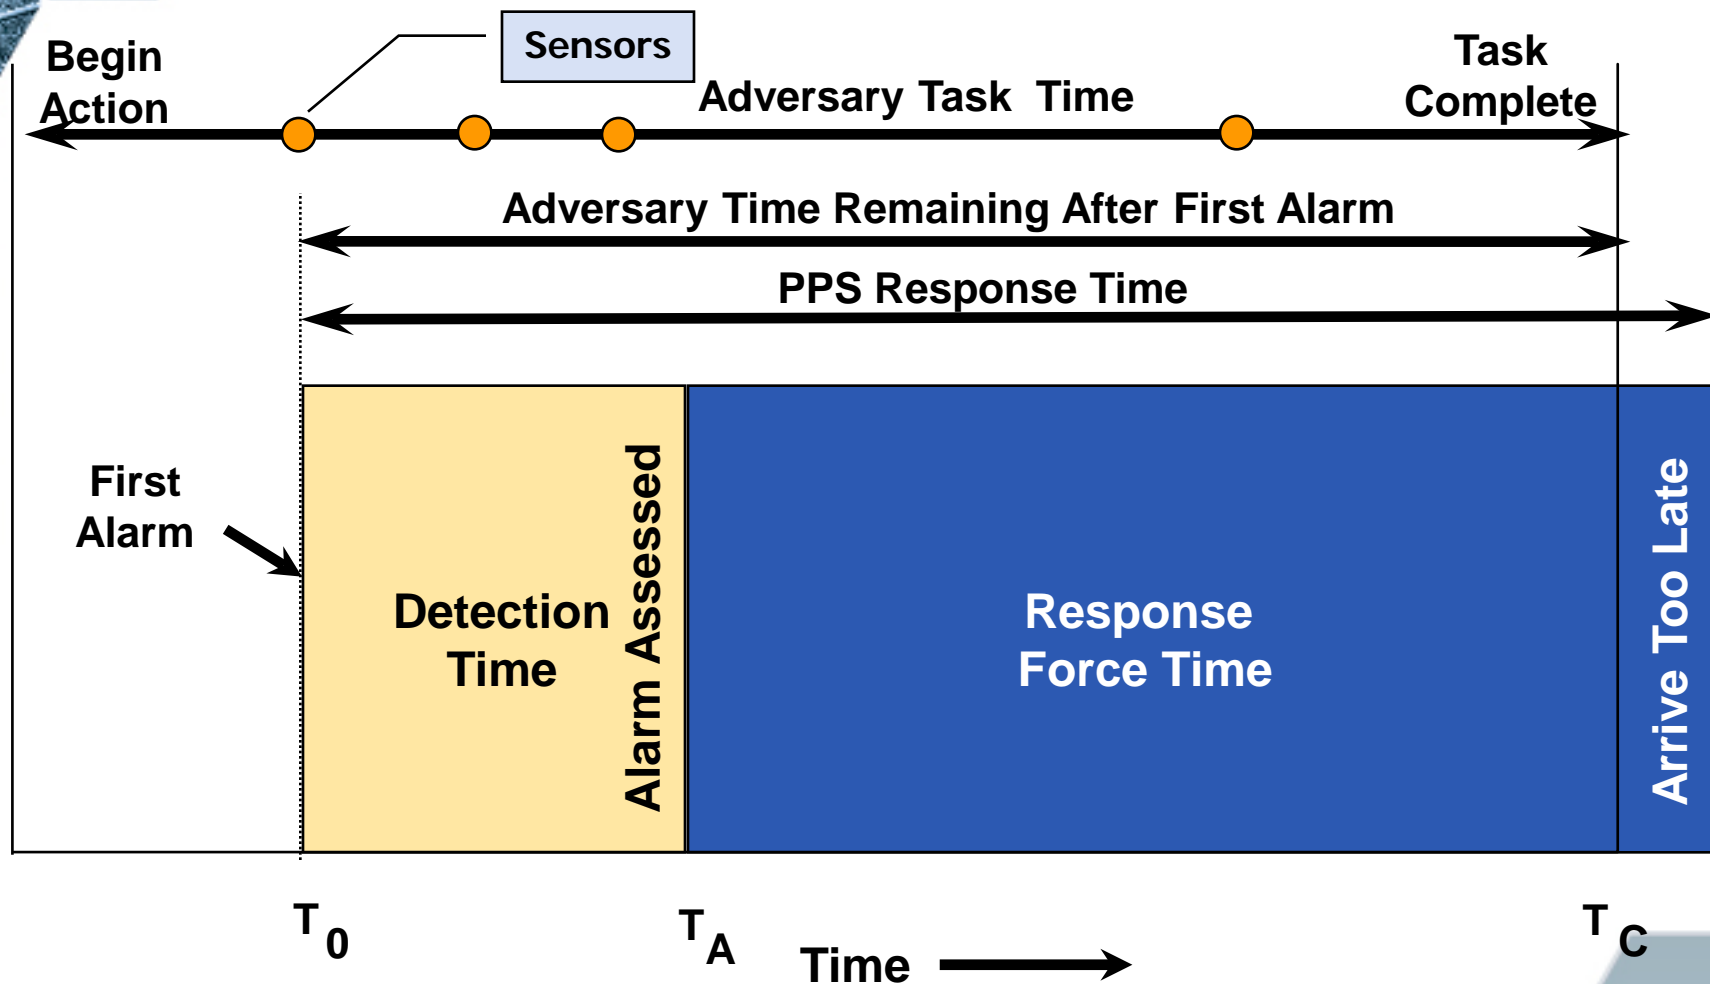 Begin
Action
Sensors
Adversary Task Time
Task
Complete
Adversary Time Remaining After First Alarm
PPS Response Time
First
Alarm
Detection
Time
Alarm Assessed
Response
Force Time
Arrive Too Late
T0
TA
TC
Time